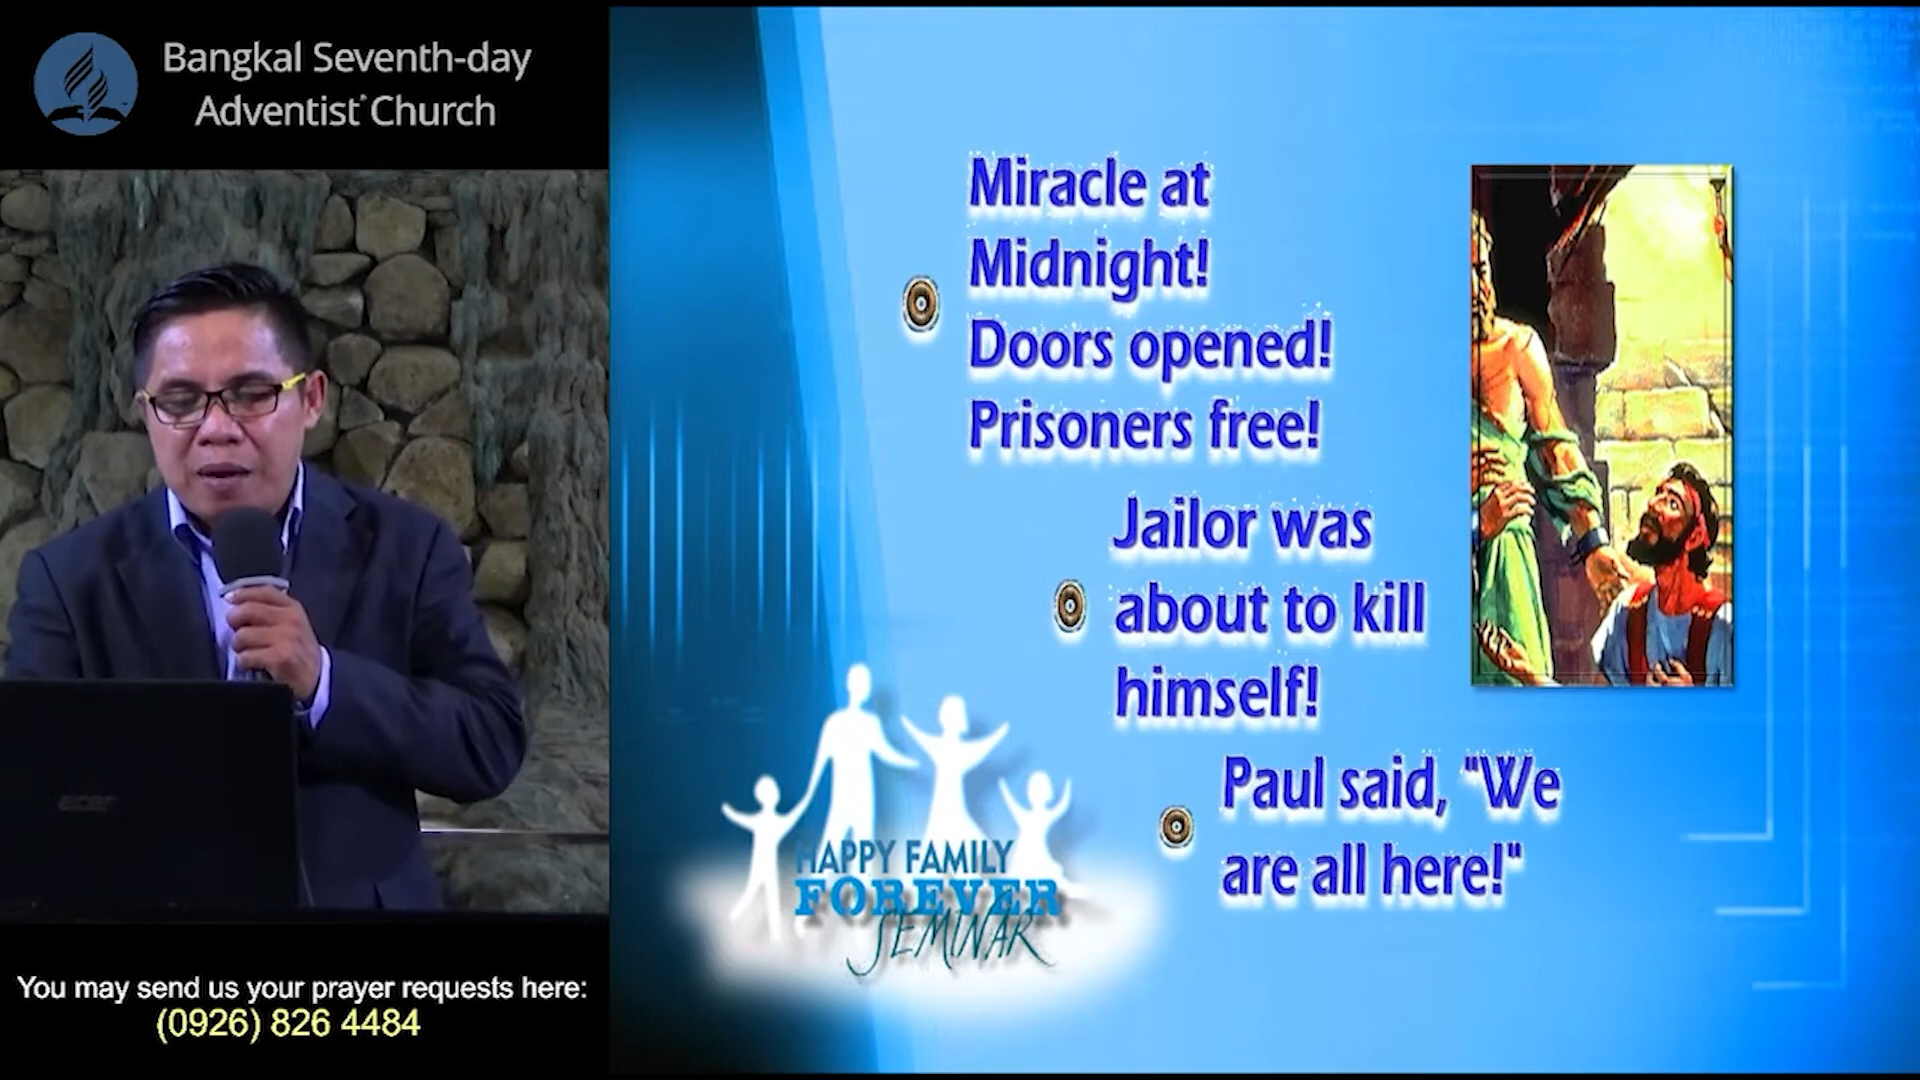 Bangkal Seventh-day
Adventist Church
Miracle at
Midnight!
Doors opened!
Prisoners free!
Jailor was
about to kill
himself!
Paul said, "We
are all here!"
HAPPY FAMILY
FOREVER
SEMINAR
acer
You may send us your prayer requests here:
(0926) 826 4484